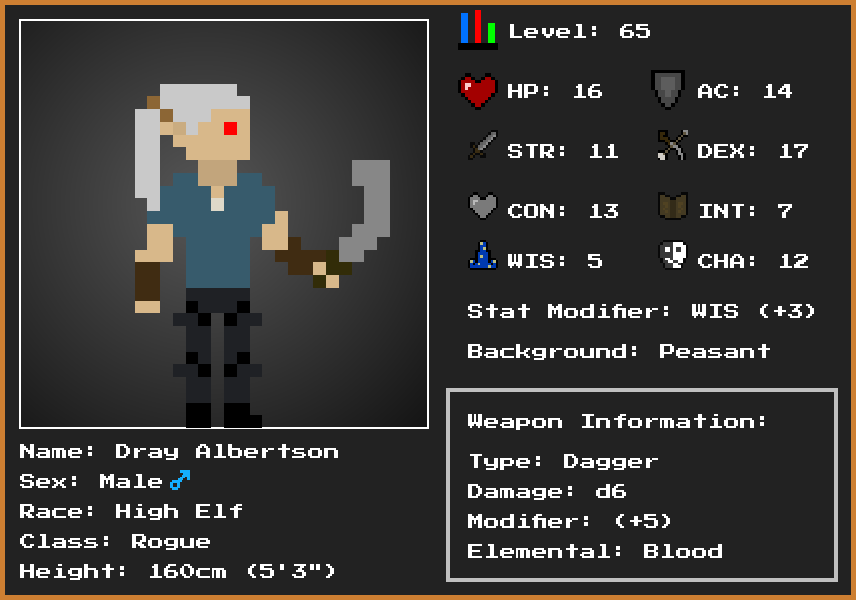 Level: 65
HP: 16
AC: 14
STR: 11
DEX: 17
CON: 13
INT: 7
WIS: 5
CHA: 12
Stat Modifier: WIS (+3)
Background: Peasant
Weapon Information:
Type: Dagger
Damage: d6
Modifier: (+5)
Elemental: Blood
Name: Dray Albertson
Sex: Male♂
Race: High Elf
Class: Rogue
Height: 160cm (5'3")